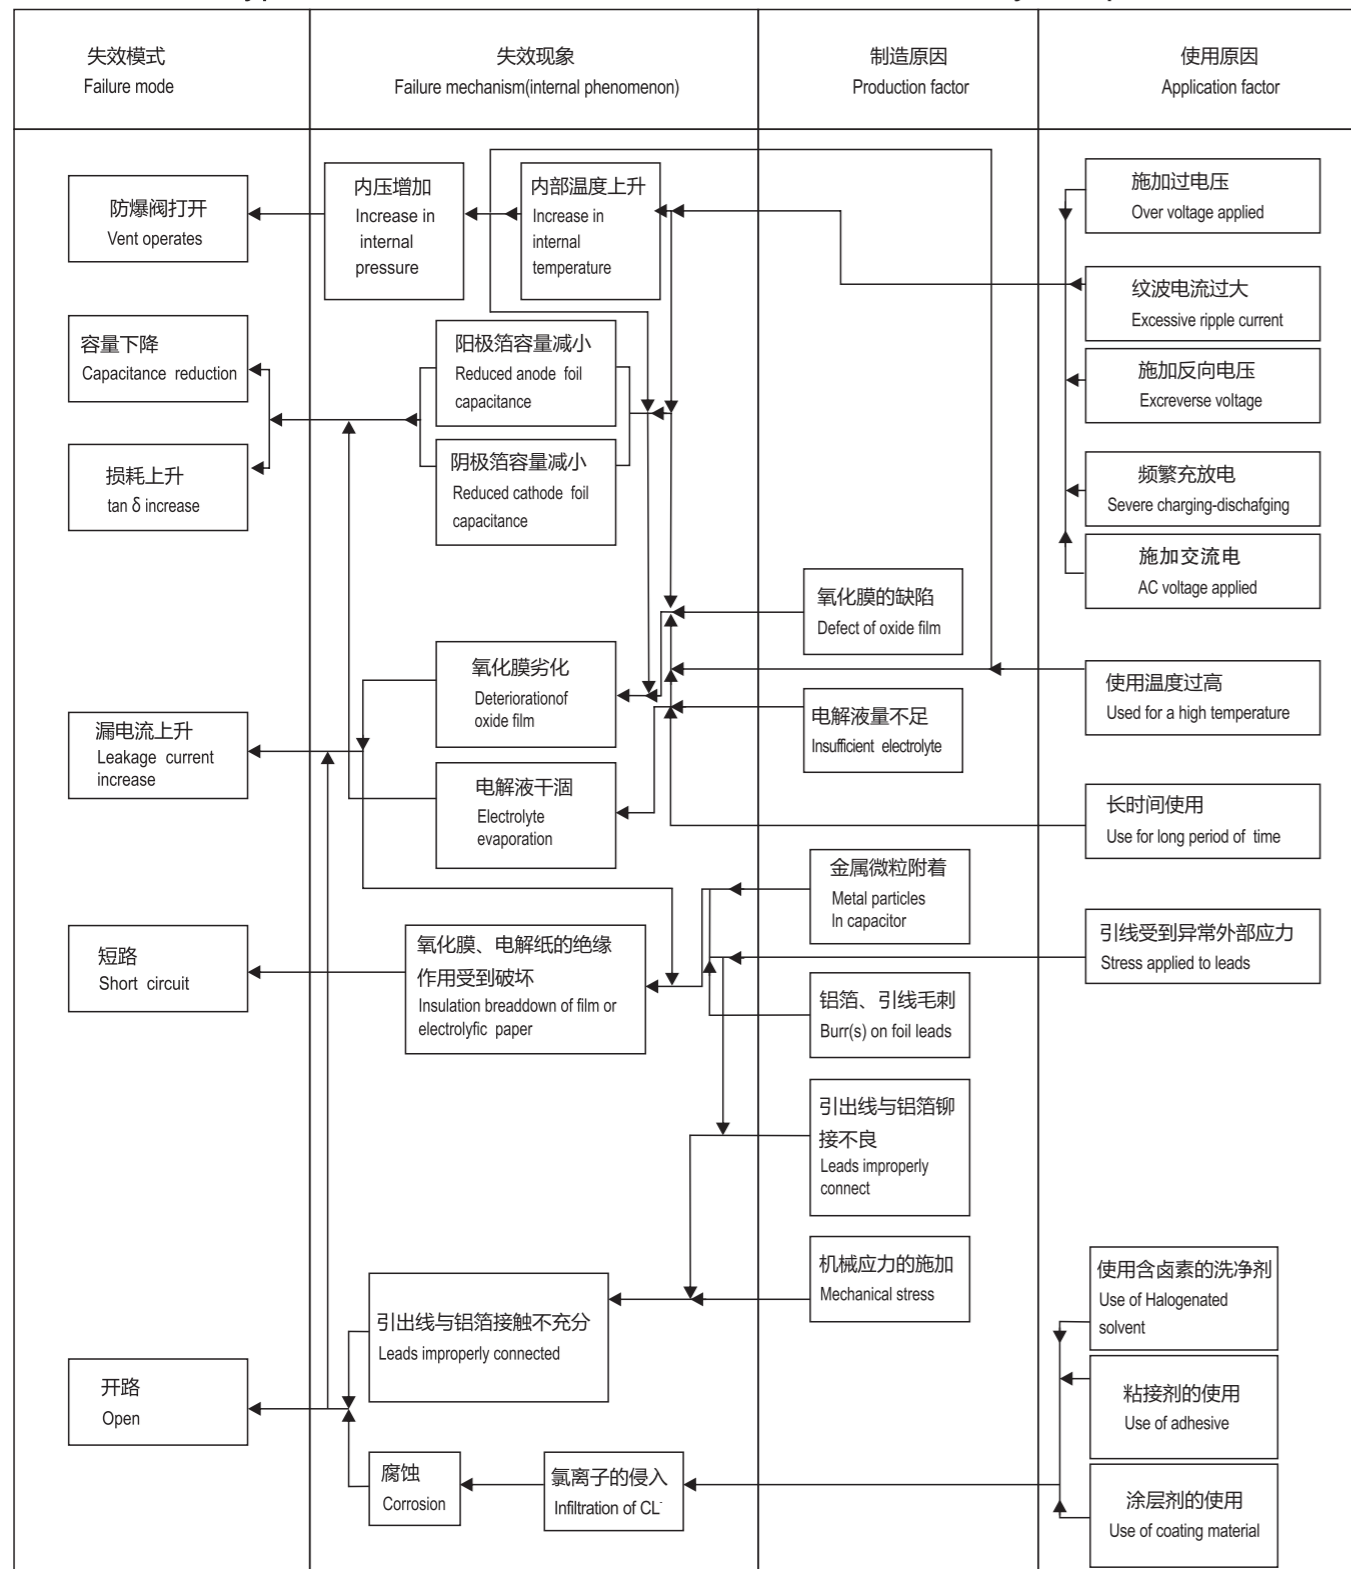 失效模式
Failure mode
失效现象
Failure mechanism(internal phenomenon)
制造原因
Production factor
使用原因
Application factor
防爆阀打开
Vent operates
内压增加
Increase in
internal
pressure
内部温度上升
Increase in
internal
temperature
施加过电压
Over voltage applied
纹波电流过大
Excessive ripple current
容量下降
Capacitance reduction
阳极箔容量减小
Reduced anode foil
capacitance
施加反向电压
Excreverse voltage
损耗上升
tan δ increase
阴极箔容量减小
Reduced cathode foil
capacitance
频繁充放电
Severe charging-dischafging
施加交流电
AC voltage applied
氧化膜的缺陷
Defect of oxide film
氧化膜劣化
Deteriorationof
oxide film
使用温度过高
Used for a high temperature
漏电流上升
Leakage current
increase
电解液量不足
Insufficient electrolyte
电解液干涸
Electrolyte
evaporation
长时间使用
Use for long period of time
金属微粒附着
Metal particles
In capacitor
短路
Short circuit
氧化膜、电解纸的绝缘
作用受到破坏
Insulation breaddown of film or
electrolyfic paper
引线受到异常外部应力
Stress applied to leads
铝箔、引线毛刺
Burr(s) on foil leads
引出线与铝箔铆
接不良
Leads improperly
connect
机械应力的施加
Mechanical stress
引出线与铝箔接触不充分
Leads improperly connected
使用含卤素的洗净剂
Use of Halogenated
solvent
开路
Open
粘接剂的使用
Use of adhesive
腐蚀
Corrosion
氯离子的侵入
Infiltration of CL⁻
涂层剂的使用
Use of coating material